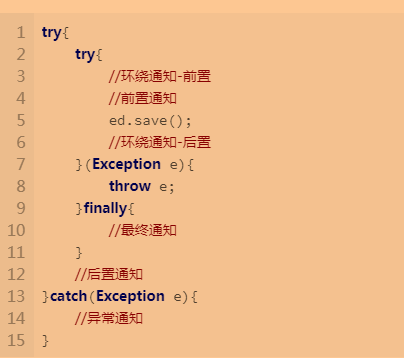 1 try{
2     try{
3         //环绕通知-前置
4         //前置通知
5         ed.save();
6         //环绕通知-后置
7     }(Exception e){
8         throw e;
9     }finally{
10         //最终通知
11     }
12     //后置通知
13 }catch(Exception e){
14     //异常通知
15 }